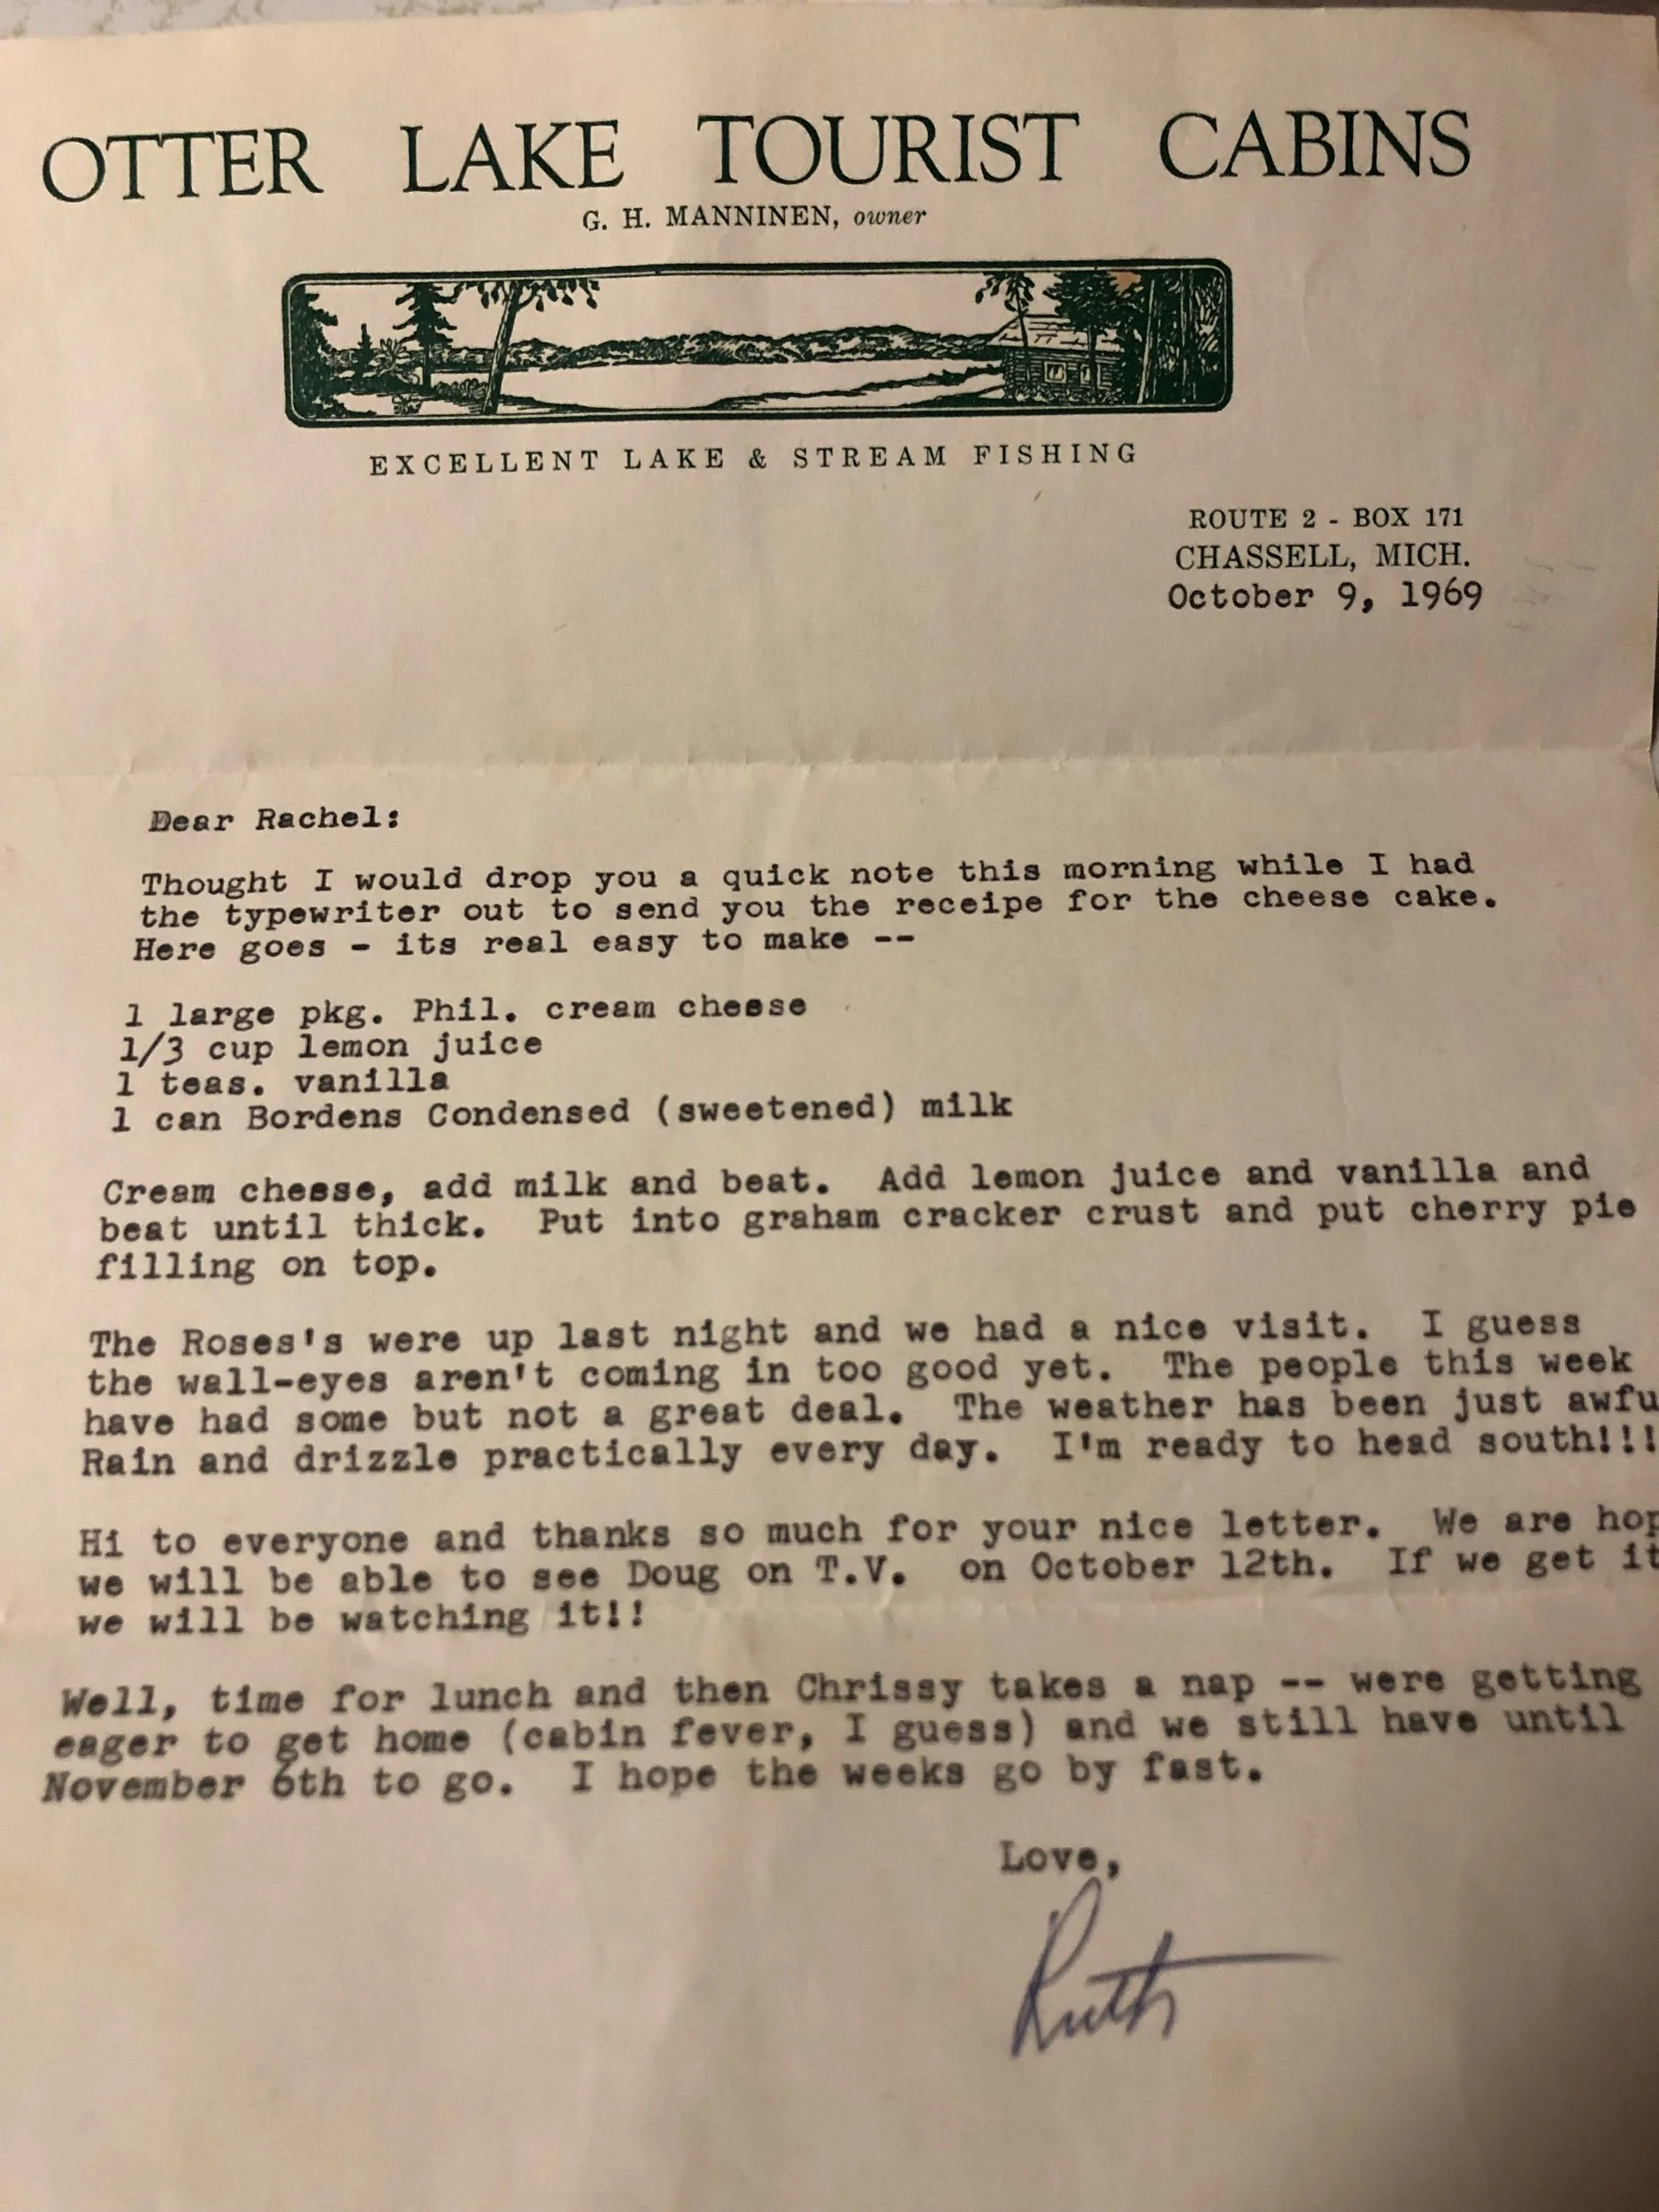 OTTER LAKE TOURIST CABINS
G. H. MANNINEN, owner
EXCELLENT LAKE & STREAM FISHING
ROUTE 2 - BOX 171
CHASSELL, MICH.
October 9, 1969
Dear Rachel:
Thought I would drop you a quick note this morning while I had
the typewriter out to send you the receipe for the cheese cake.
Here goes - its real easy to make --
1 large pkg. Phil. cream cheese
1/3 cup lemon juice
1 teas. vanilla
1 can Bordens Condensed (sweetened) milk
Cream cheese, add milk and beat. Add lemon juice and vanilla and
beat until thick. Put into graham cracker crust and put cherry pie
filling on top.
The Roses's were up last night and we had a nice visit. I guess
the wall-eyes aren't coming in too good yet. The people this week
have had some but not a great deal. The weather has been just awfu
Rain and drizzle practically every day. I'm ready to head south!!!
Hi to everyone and thanks so much for your nice letter. We are hop
we will be able to see Doug on T.V. on October 12th. If we get it
we will be watching it!!
Well, time for lunch and then Chrissy takes a nap -- were getting
eager to get home (cabin fever, I guess) and we still have until
November 6th to go. I hope the weeks go by fast.
Love,
Ruth